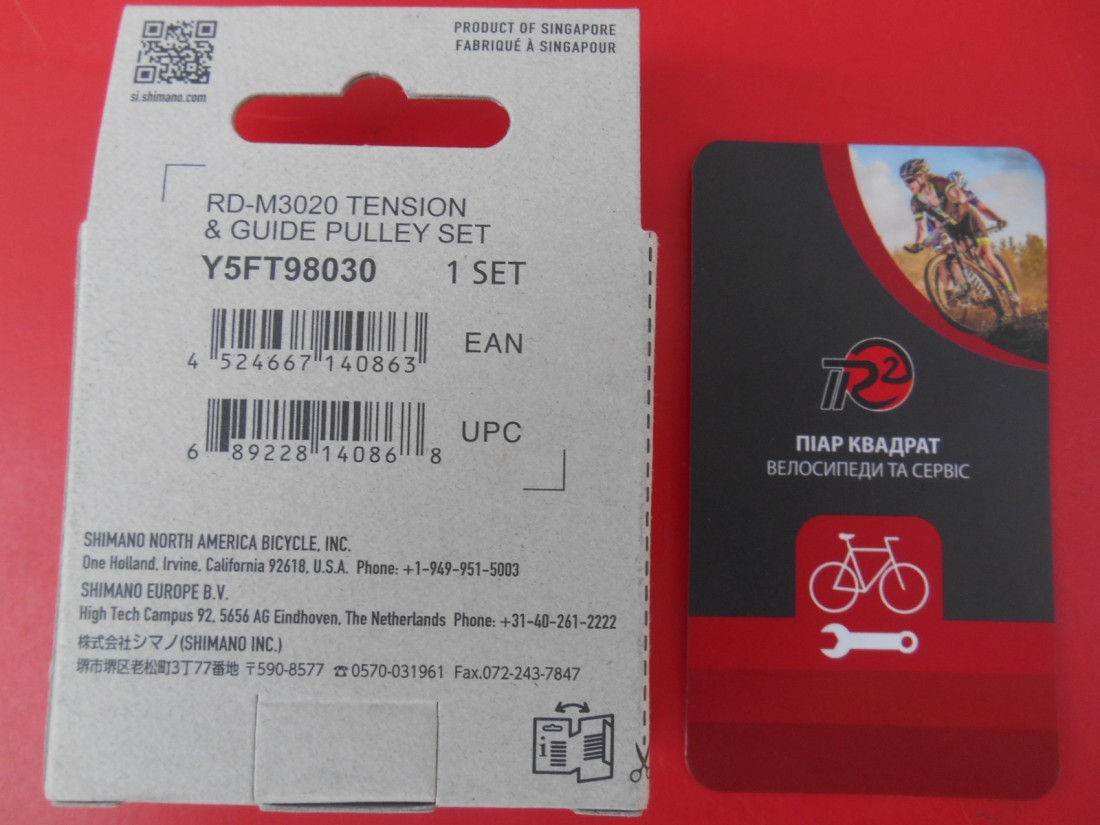 PRODUCT OF SINGAPORE
FABRIQUÉ À SINGAPOUR
si.shimano.com
RD-M3020 TENSION
& GUIDE PULLEY SET
Y5FT98030 1 SET
4 524667 140863 EAN
6 89228 14086 8 UPC
SHIMANO NORTH AMERICA BICYCLE, INC.
One Holland, Irvine, California 92618, U.S.A. Phone: +1-949-951-5003
SHIMANO EUROPE B.V.
High Tech Campus 92, 5656 AG Eindhoven, The Netherlands Phone: +31-40-261-2222
株式会社シマノ(SHIMANO INC.)
堺市堺区老松町3丁77番地 〒590-8577 ☎0570-031961 Fax.072-243-7847
i
R2
ПІАР КВАДРАТ
ВЕЛОСИПЕДИ ТА СЕРВІС